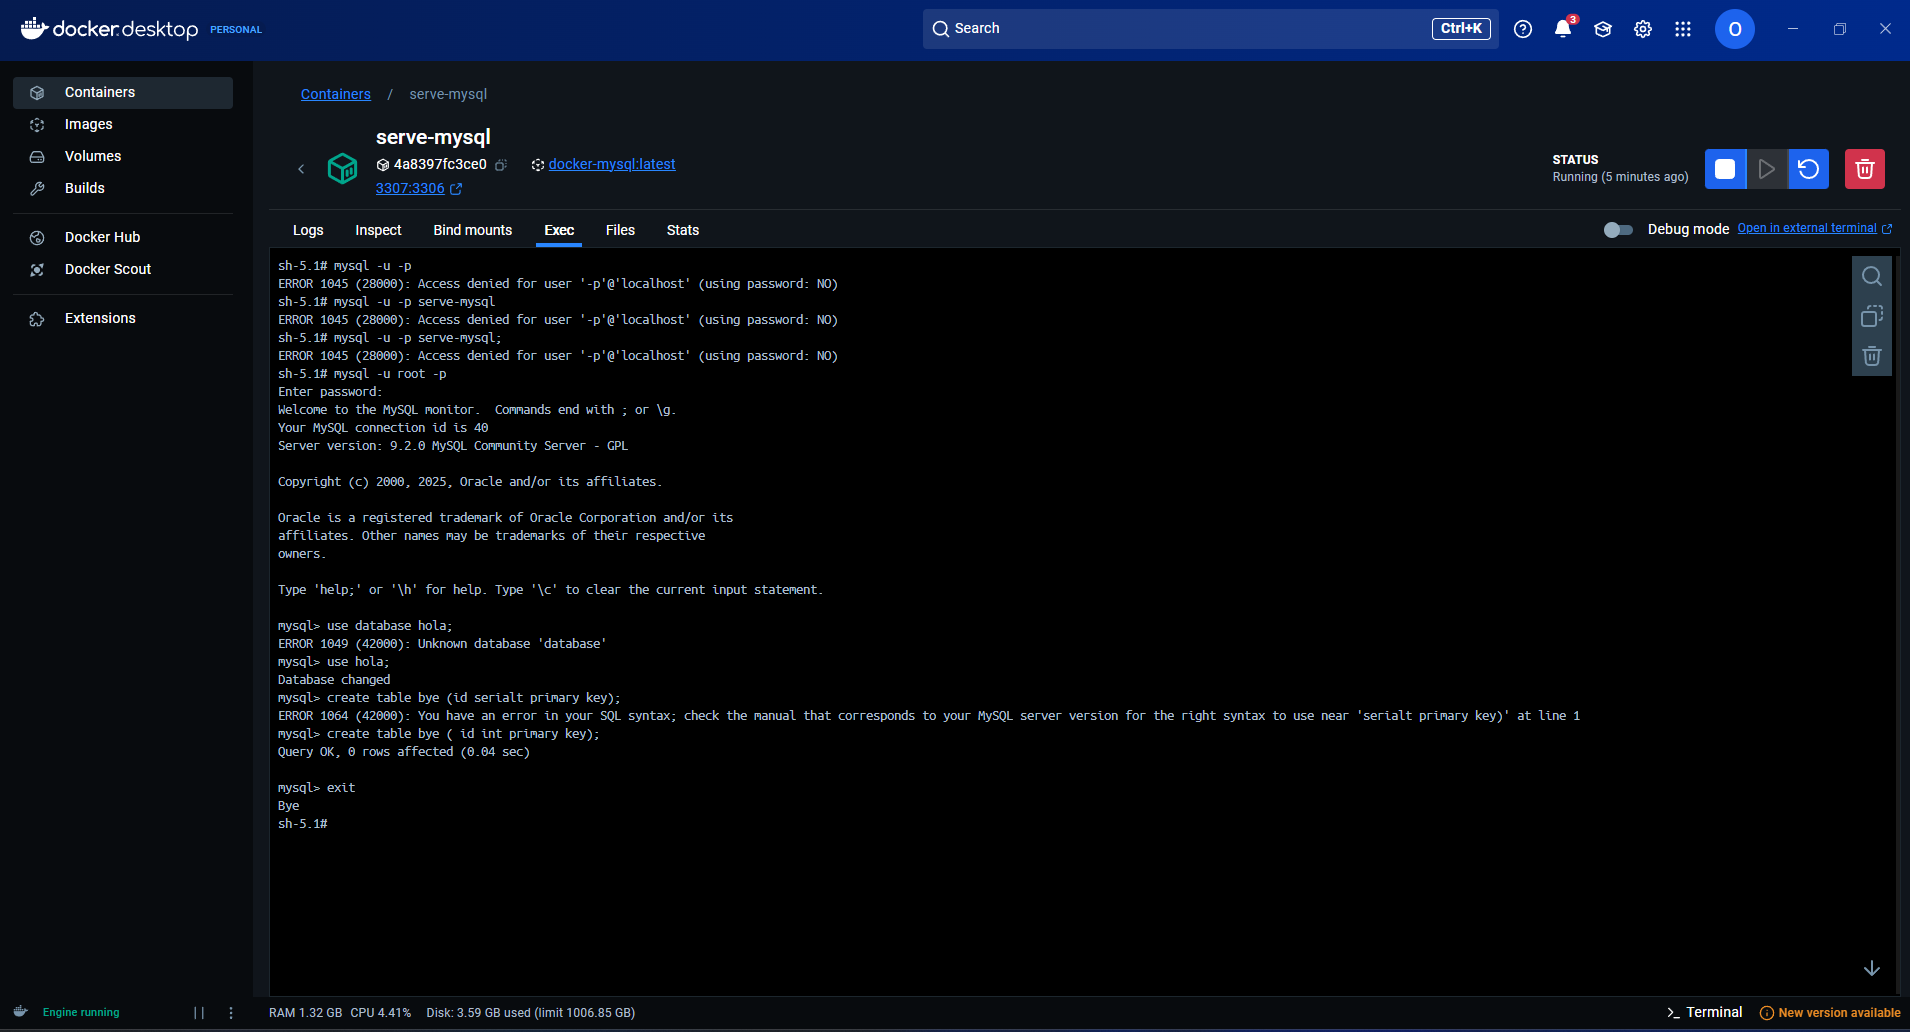 docker.desktop PERSONAL
Search
Ctrl+K
3
O
Containers
Images
Volumes
Builds
Docker Hub
Docker Scout
Extensions
Containers / serve-mysql
serve-mysql
4a8397fc3ce0
docker-mysql:latest
3307:3306
STATUS
Running (5 minutes ago)
Logs Inspect Bind mounts Exec Files Stats
Debug mode Open in external terminal
sh-5.1# mysql -u -p
ERROR 1045 (28000): Access denied for user '-p'@'localhost' (using password: NO)
sh-5.1# mysql -u -p serve-mysql
ERROR 1045 (28000): Access denied for user '-p'@'localhost' (using password: NO)
sh-5.1# mysql -u -p serve-mysql;
ERROR 1045 (28000): Access denied for user '-p'@'localhost' (using password: NO)
sh-5.1# mysql -u root -p
Enter password:
Welcome to the MySQL monitor.  Commands end with ; or \g.
Your MySQL connection id is 40
Server version: 9.2.0 MySQL Community Server - GPL
Copyright (c) 2000, 2025, Oracle and/or its affiliates.
Oracle is a registered trademark of Oracle Corporation and/or its
affiliates. Other names may be trademarks of their respective
owners.
Type 'help;' or '\h' for help. Type '\c' to clear the current input statement.
mysql> use database hola;
ERROR 1049 (42000): Unknown database 'database'
mysql> use hola;
Database changed
mysql> create table bye (id serialt primary key);
ERROR 1064 (42000): You have an error in your SQL syntax; check the manual that corresponds to your MySQL server version for the right syntax to use near 'serialt primary key)' at line 1
mysql> create table bye ( id int primary key);
Query OK, 0 rows affected (0.04 sec)
mysql> exit
Bye
sh-5.1#
Engine running
RAM 1.32 GB CPU 4.41% Disk: 3.59 GB used (limit 1006.85 GB)
Terminal
New version available